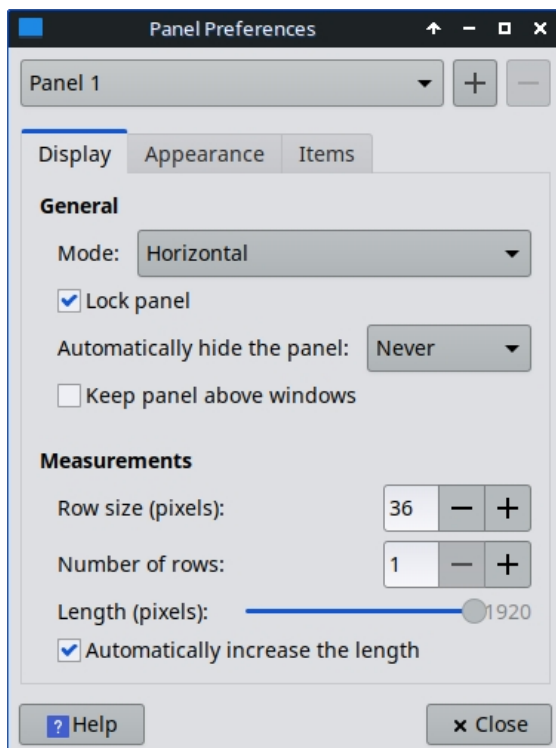 Panel Preferences
Panel 1
Display Appearance Items
General
Mode: Horizontal
Lock panel
Automatically hide the panel: Never
Keep panel above windows
Measurements
Row size (pixels): 36
Number of rows: 1
Length (pixels): 1920
Automatically increase the length
? Help × Close